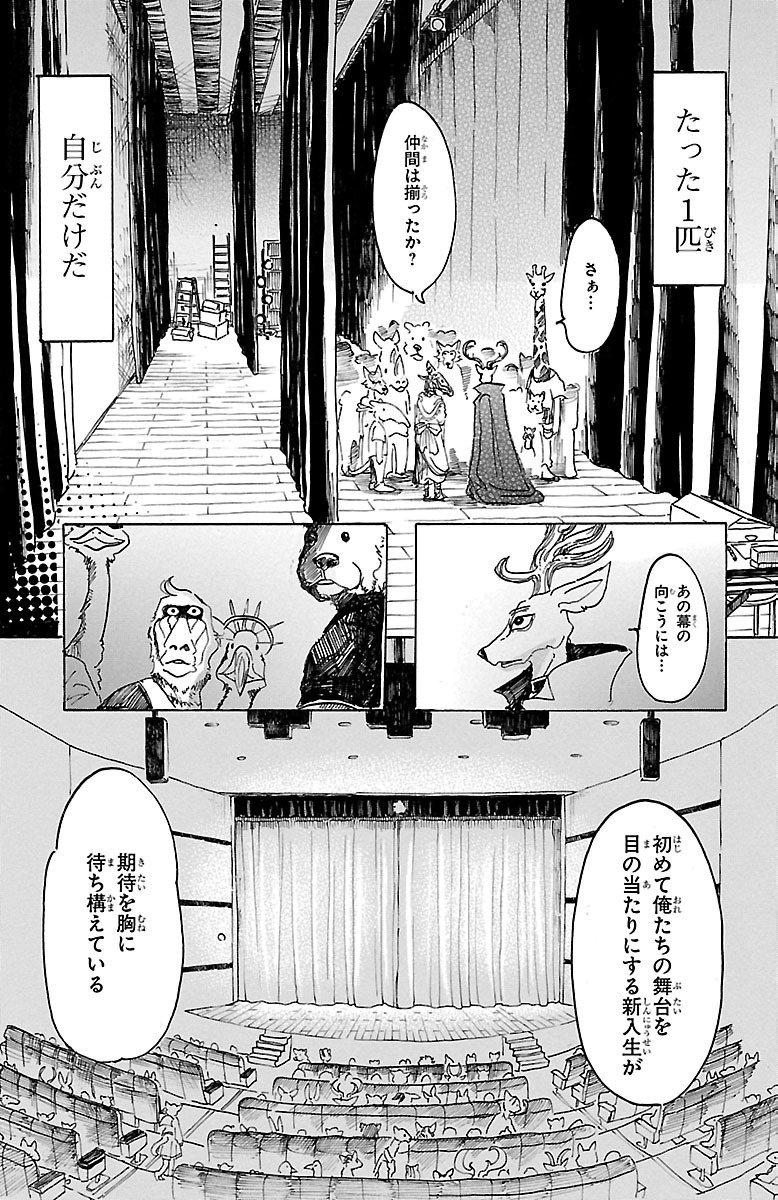 たった1匹
さぁ…
仲間は揃ったか？
自分だけだ
あの幕の
向こうには…
初めて俺たちの舞台を
目の当たりにする新入生が
期待を胸に
待ち構えている